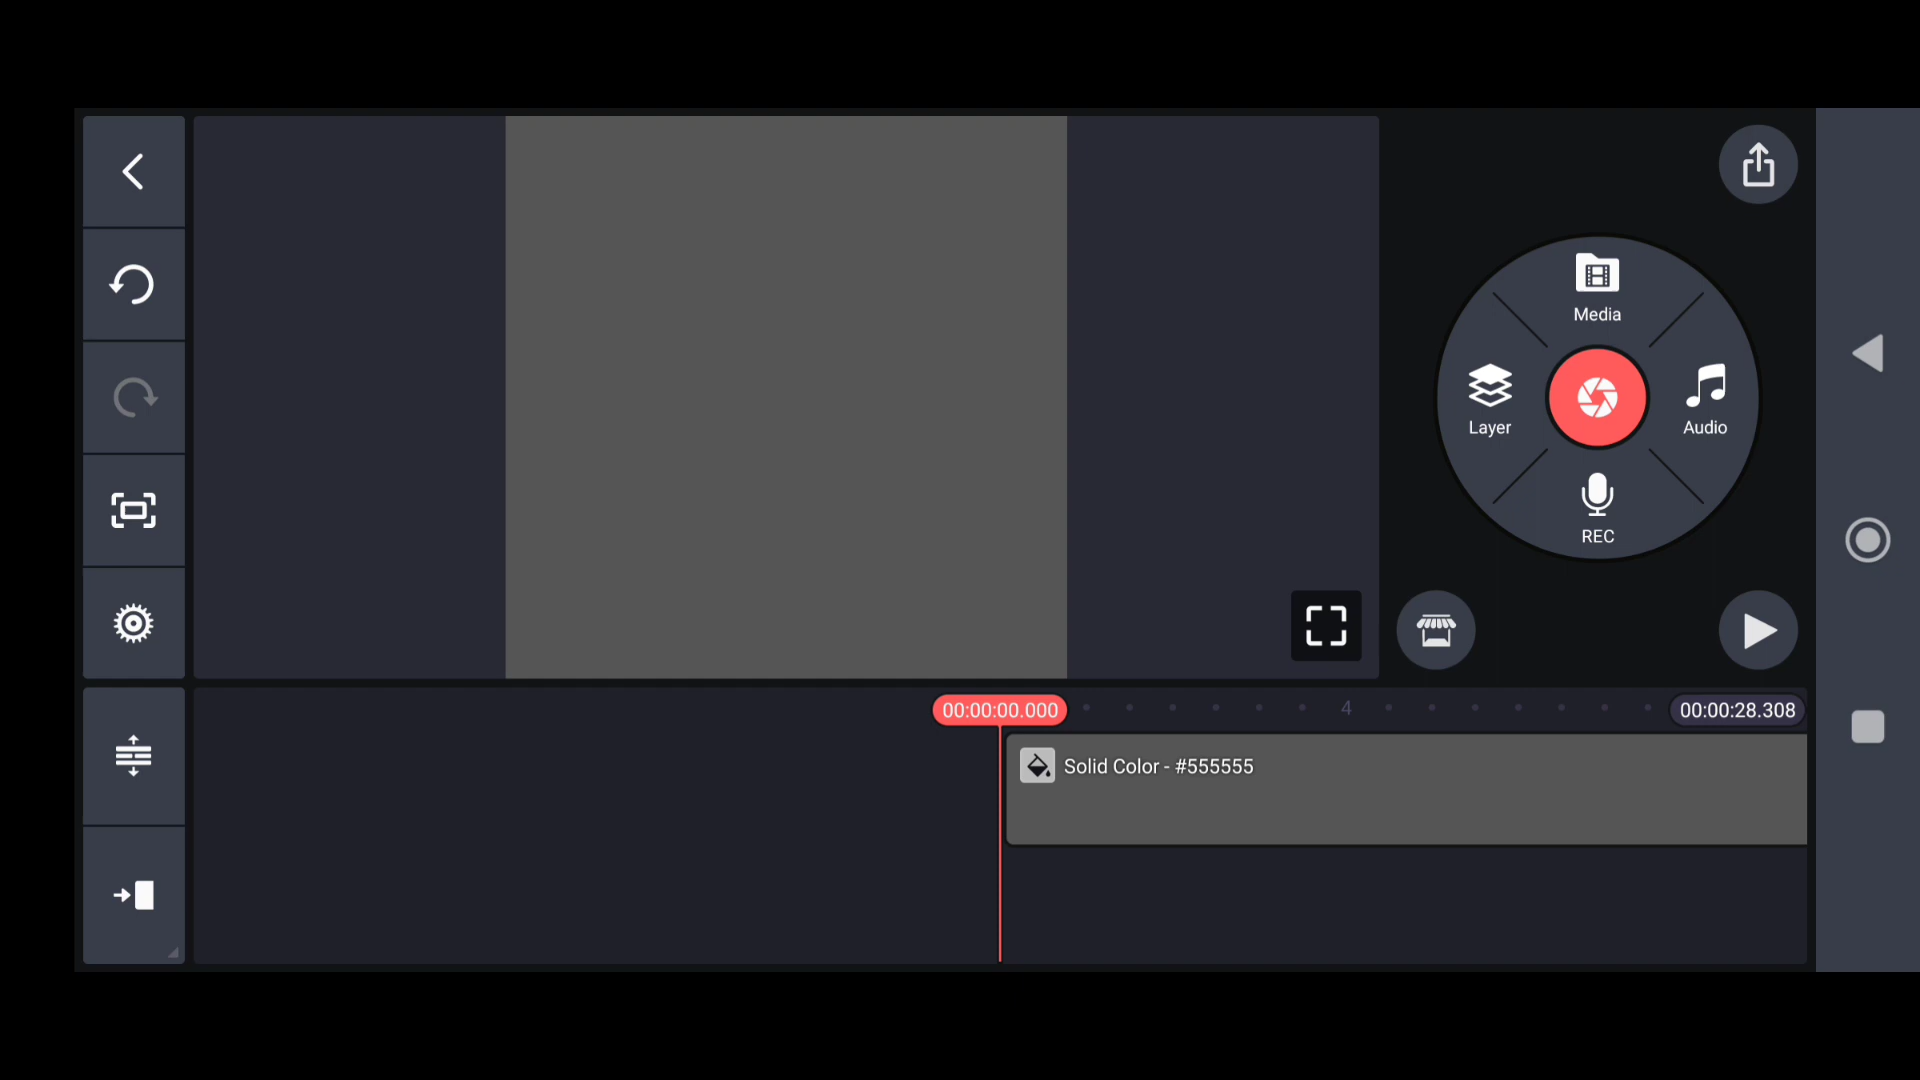 Media
Layer
Audio
REC
00:00:00.000
4
00:00:28.308
Solid Color - #555555